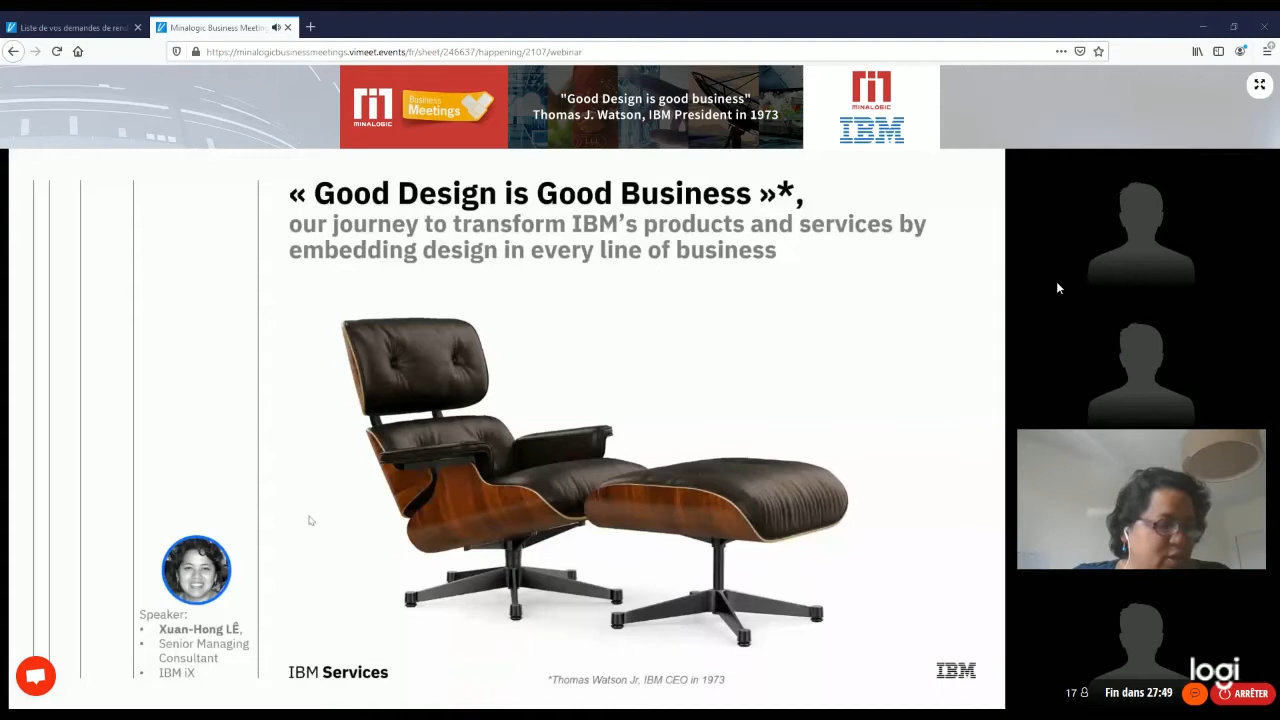 Liste de vos demandes de rend
Minalogic Business Meeting
https://minalogicbusinessmeetings.vimeet.events/fr/sheet/246637/happening/2107/webinar
MINALOGIC
Business
Meetings
"Good Design is good business"
Thomas J. Watson, IBM President in 1973
MINALOGIC
IBM
« Good Design is Good Business »*,
our journey to transform IBM's products and services by
embedding design in every line of business
Speaker:
• Xuan-Hong LÊ,
• Senior Managing
Consultant
• IBM iX
IBM Services
*Thomas Watson Jr, IBM CEO in 1973
IBM
logi
17
Fin dans 27:49
ARRÊTER